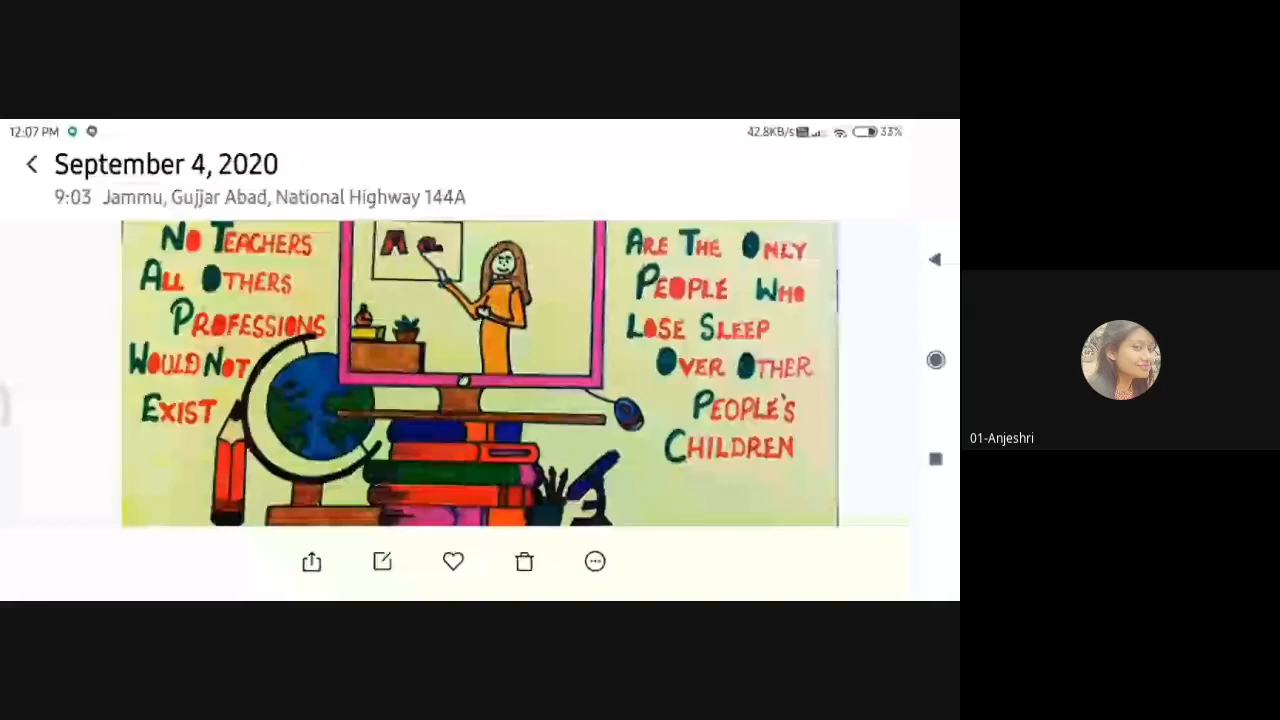 12:07 PM
42.8KB/s
33%
September 4, 2020
9:03 Jammu, Gujjar Abad, National Highway 144A
No TEACHERS
ALL OTHERS
PROFESSIONS
WOULD NOT
EXIST
A
ARE THE ONLY
PEOPLE WHO
LOSE SLEEP
OVER OTHER
PEOPLE'S
CHILDREN
01-Anjeshri